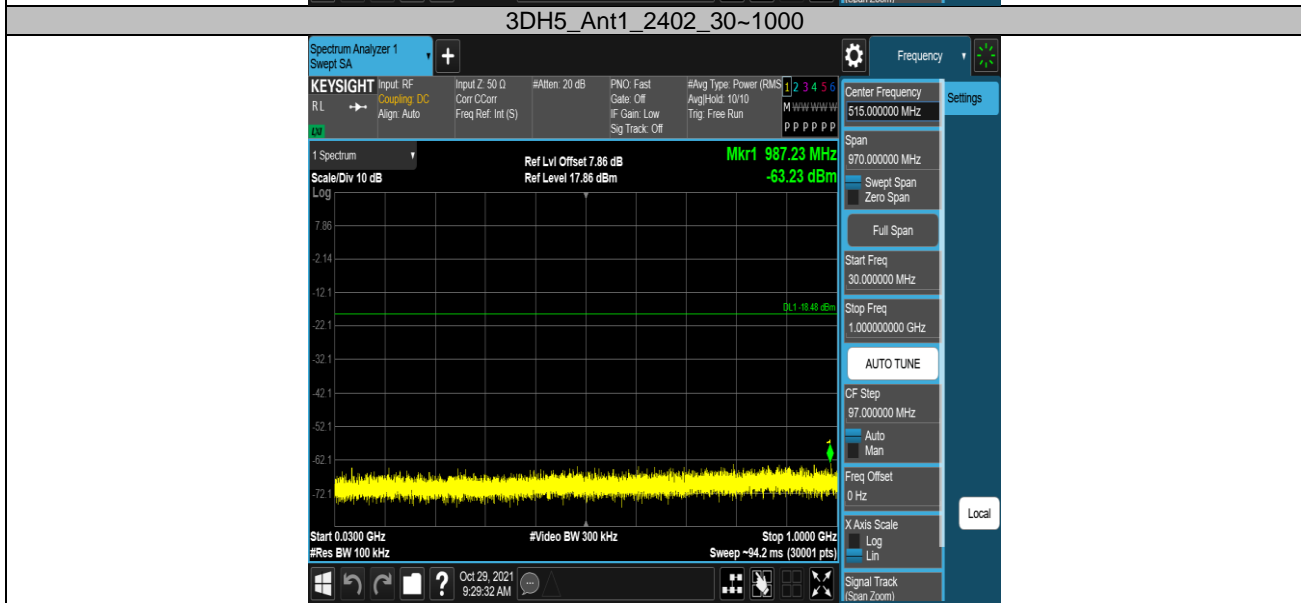 (Span Zoom)
3DH5_Ant1_2402_30~1000
Spectrum Analyzer 1
Swept SA
+
Frequency
KEYSIGHT
RL
LXI
Input: RF
Coupling: DC
Align: Auto
Input Z: 50 Ω
Corr CCorr
Freq Ref: Int (S)
#Atten: 20 dB
PNO: Fast
Gate: Off
IF Gain: Low
Sig Track: Off
#Avg Type: Power (RMS
Avg|Hold: 10/10
Trig: Free Run
1 2 3 4 5 6
M W W W W W
P P P P P P
Center Frequency
515.000000 MHz
Settings
1 Spectrum
Scale/Div 10 dB
Log
Ref Lvl Offset 7.86 dB
Ref Level 17.86 dBm
Mkr1 987.23 MHz
-63.23 dBm
Span
970.000000 MHz
Swept Span
Zero Span
Full Span
7.86
-2.14
-12.1
-22.1
-32.1
-42.1
-52.1
-62.1
-72.1
DL1 -18.48 dBm
1
Start Freq
30.000000 MHz
Stop Freq
1.000000000 GHz
AUTO TUNE
CF Step
97.000000 MHz
Auto
Man
Freq Offset
0 Hz
X Axis Scale
Log
Lin
Local
Signal Track
(Span Zoom)
Start 0.0300 GHz
#Res BW 100 kHz
#Video BW 300 kHz
Stop 1.0000 GHz
Sweep ~94.2 ms (30001 pts)
?
Oct 29, 2021
9:29:32 AM